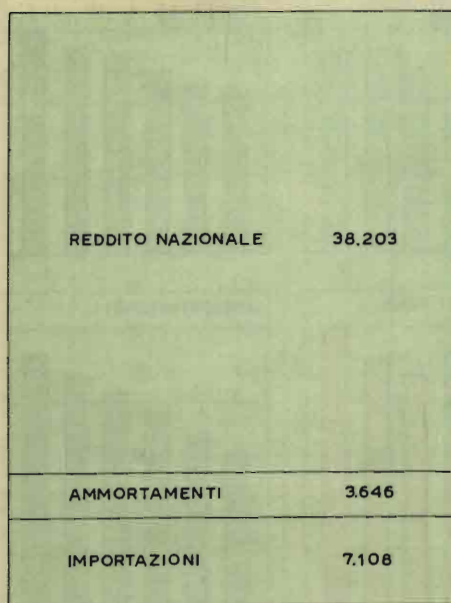 REDDITO NAZIONALE 38.203
AMMORTAMENTI 3.646
IMPORTAZIONI 7.108